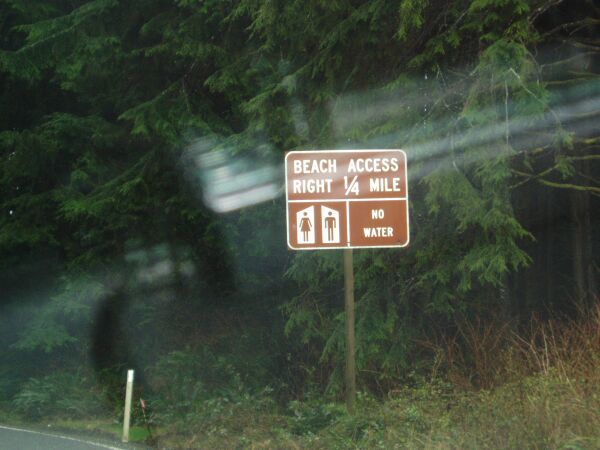 BEACH ACCESS
RIGHT 1/4 MILE
NO
WATER